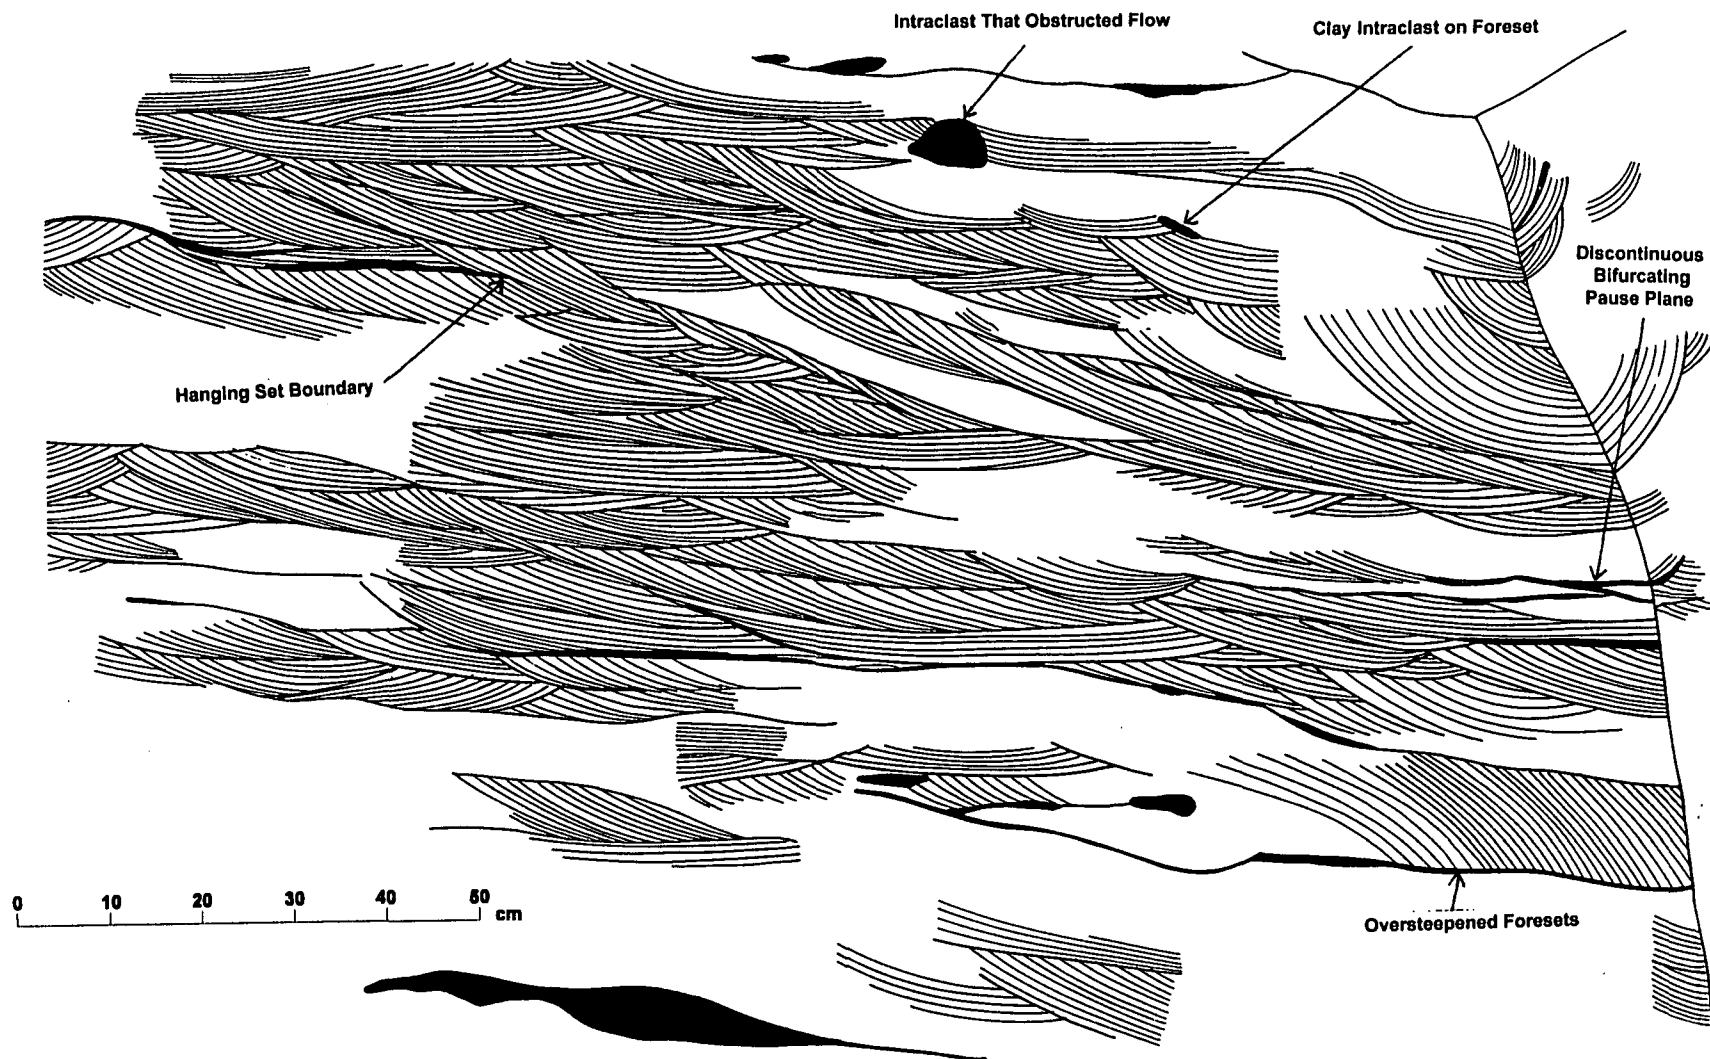 Intraclast That Obstructed Flow
Clay Intraclast on Foreset
Discontinuous
Bifurcating
Pause Plane
Hanging Set Boundary
0 10 20 30 40 50 cm
Oversteepened Foresets